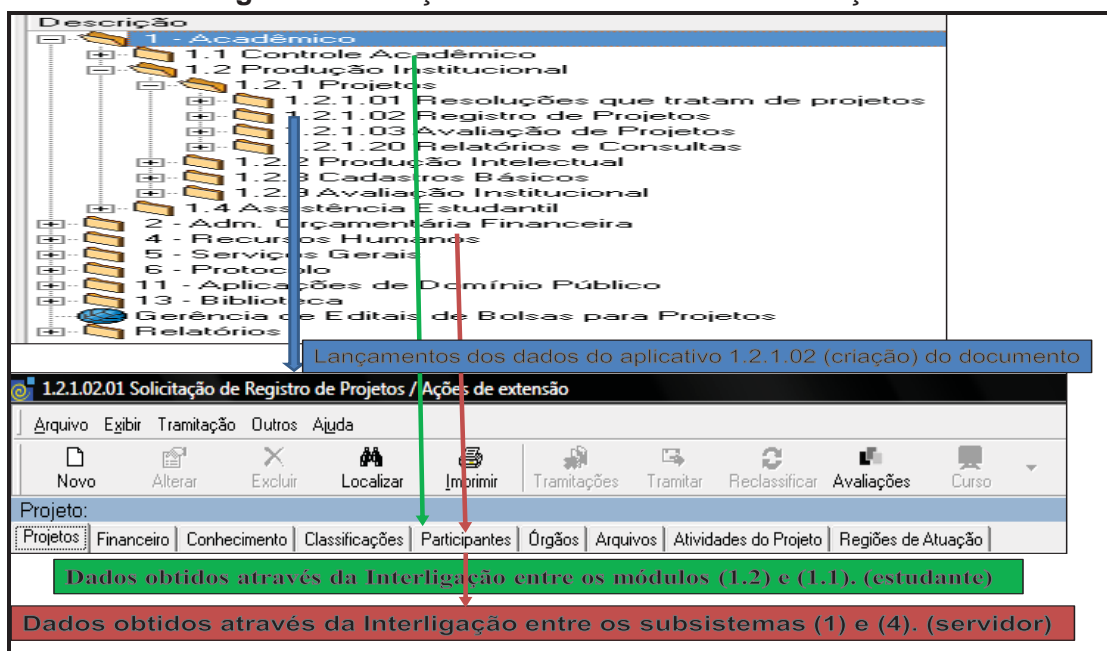 Descrição
1 - Acadêmico
1.1 Controle Acadêmico
1.2 Produção Institucional
1.2.1 Projetos
1.2.1.01 Resoluções que tratam de projetos
1.2.1.02 Registro de Projetos
1.2.1.03 Avaliação de Projetos
1.2.1.20 Relatórios e Consultas
1.2.2 Produção Intelectual
1.2.8 Cadastros Básicos
1.2.9 Avaliação Institucional
1.4 Assistência Estudantil
2 - Adm. Orçamentária Financeira
4 - Recursos Humanos
5 - Serviços Gerais
6 - Protocolo
11 - Aplicações de Domínio Público
13 - Biblioteca
Gerência de Editais de Bolsas para Projetos
Relatórios
Lançamentos dos dados do aplicativo 1.2.1.02 (criação) do documento
1.2.1.02.01 Solicitação de Registro de Projetos / Ações de extensão
Arquivo Exibir Tramitação Outros Ajuda
Novo Alterar Excluir Localizar Imprimir Tramitações Tramitar Reclassificar Avaliações Curso
Projeto:
Projetos Financeiro Conhecimento Classificações Participantes Órgãos Arquivos Atividades do Projeto Regiões de Atuação
Dados obtidos através da Interligação entre os módulos (1.2) e (1.1). (estudante)
Dados obtidos através da Interligação entre os subsistemas (1) e (4). (servidor)